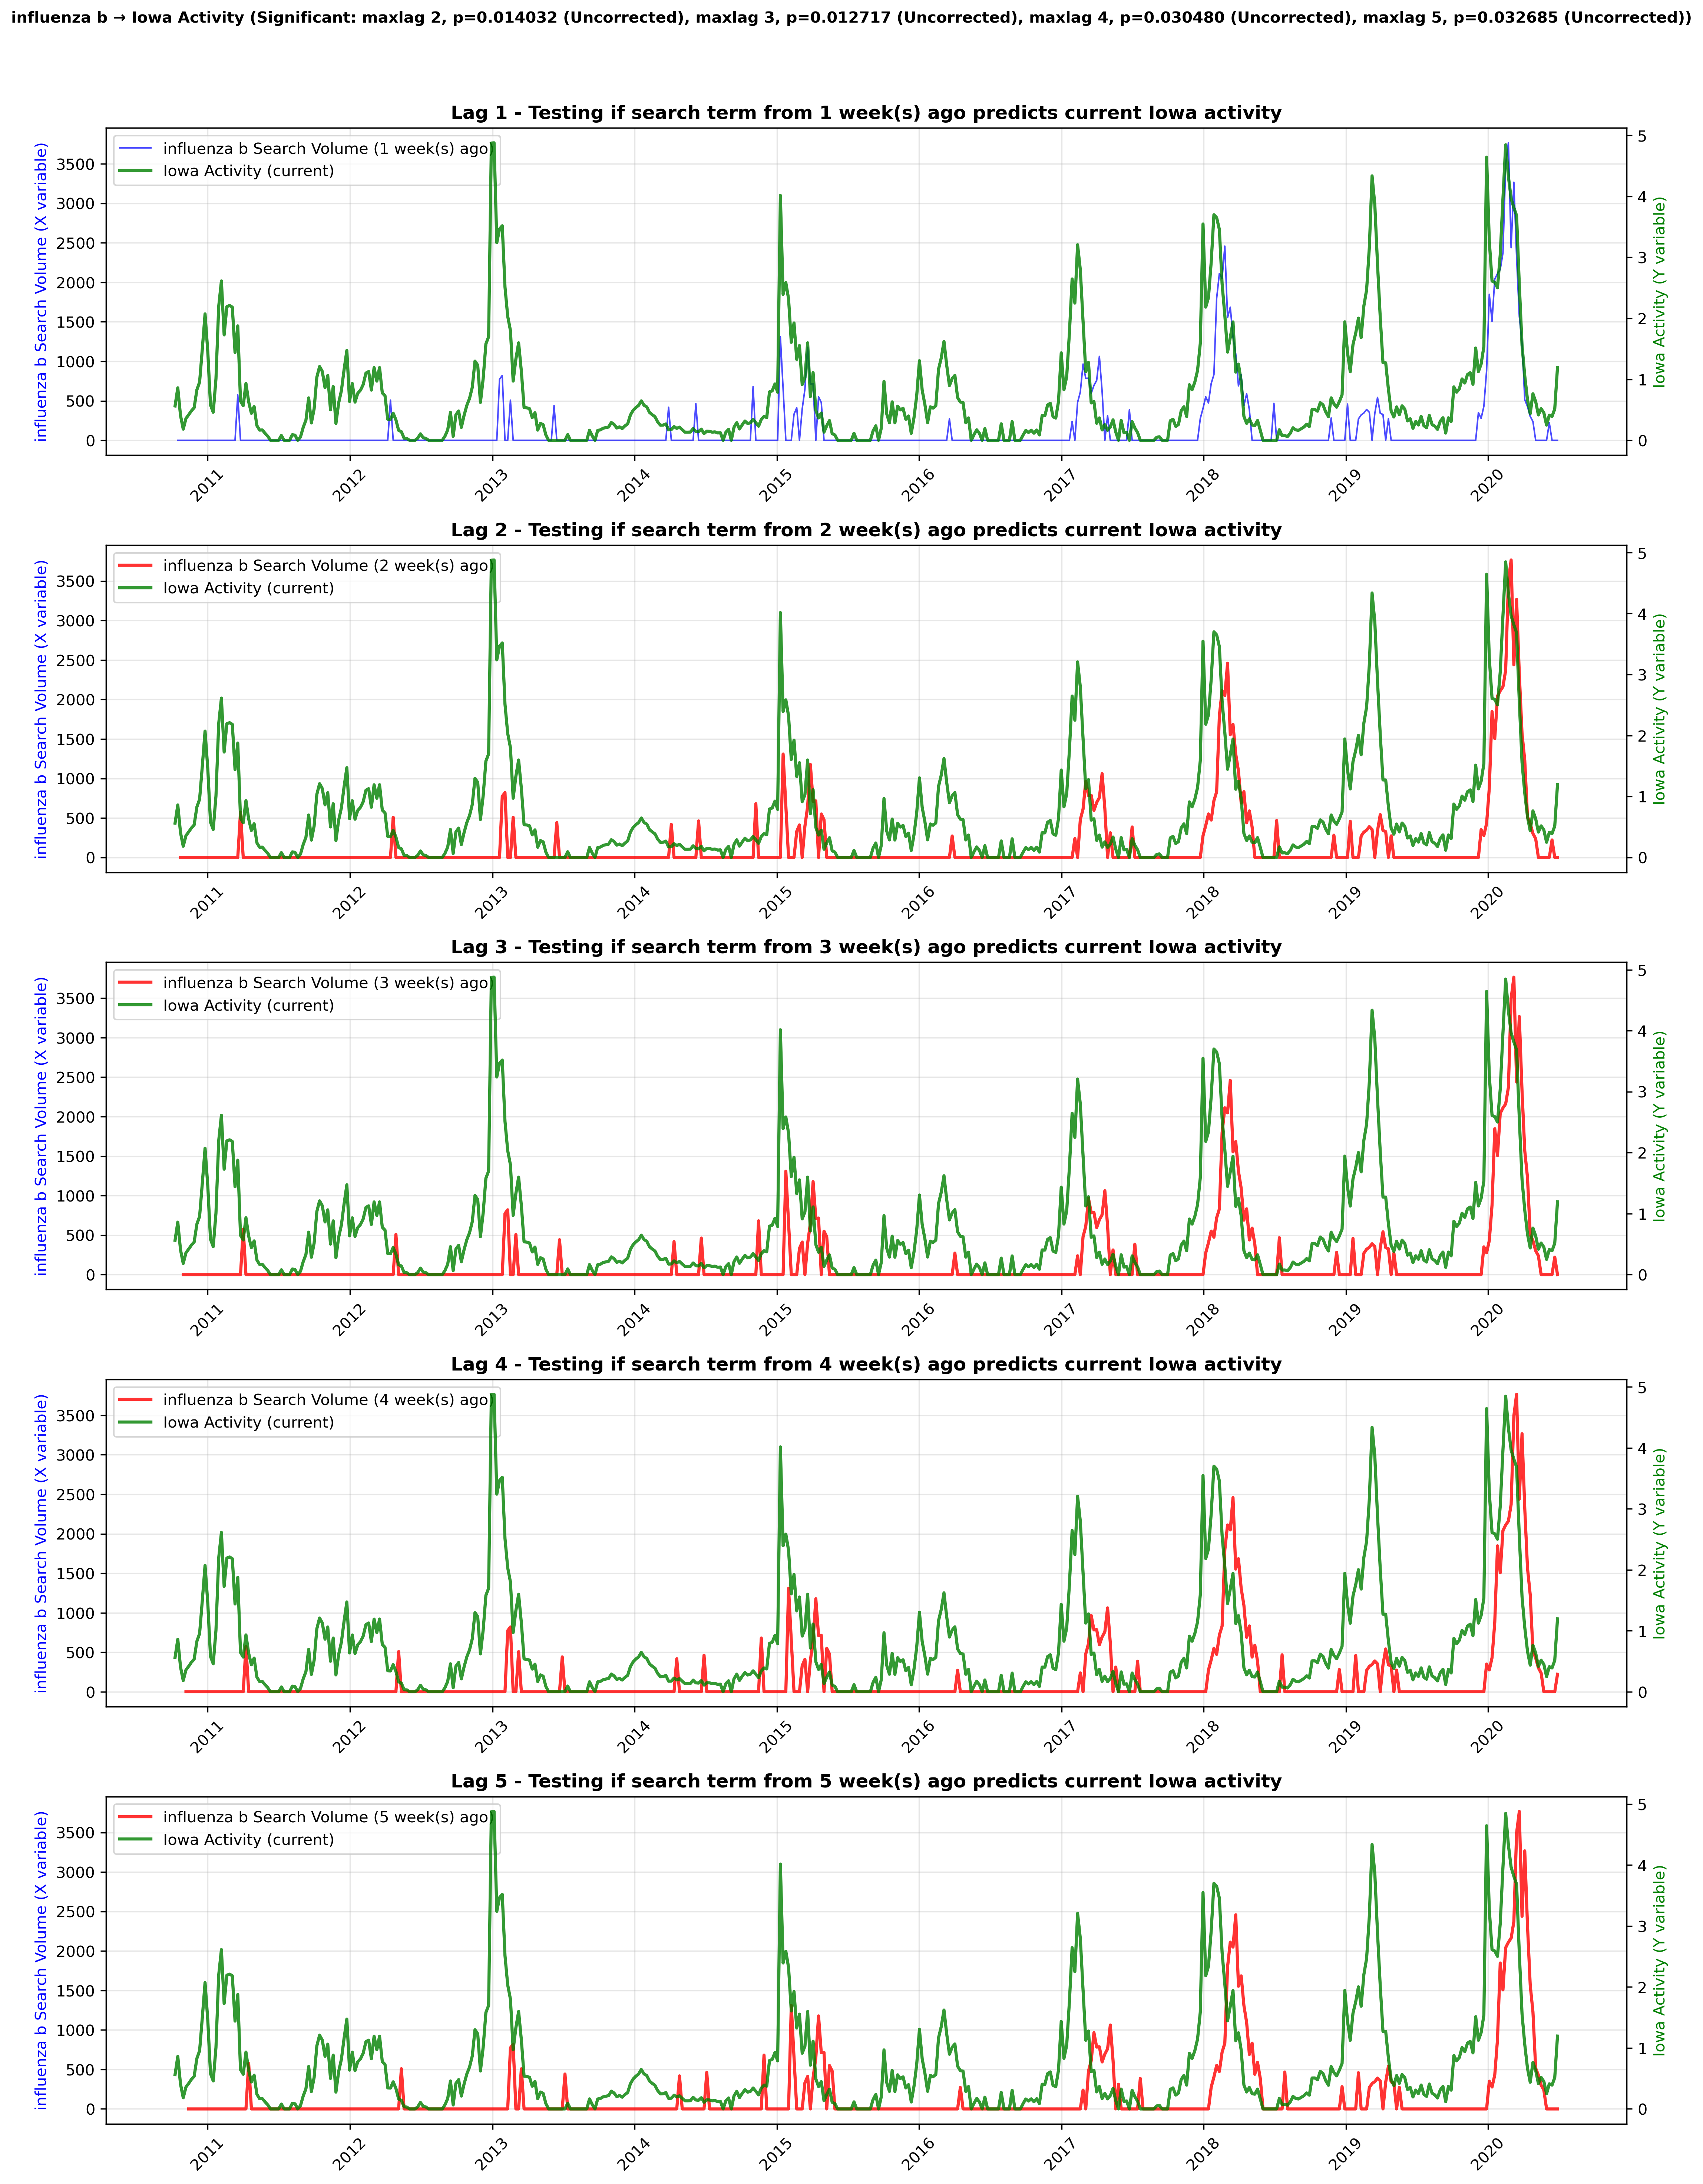 influenza b → Iowa Activity (Significant: maxlag 2, p=0.014032 (Uncorrected), maxlag 3, p=0.012717 (Uncorrected), maxlag 4, p=0.030480 (Uncorrected), maxlag 5, p=0.032685 (Uncorrected))
Lag 1 - Testing if search term from 1 week(s) ago predicts current Iowa activity
influenza b Search Volume (1 week(s) ago)
Iowa Activity (current)
influenza b Search Volume (X variable)
3500
3000
2500
2000
1500
1000
500
0
5
4
3
2
1
0
Iowa Activity (Y variable)
2011 2012 2013 2014 2015 2016 2017 2018 2019 2020
Lag 2 - Testing if search term from 2 week(s) ago predicts current Iowa activity
influenza b Search Volume (2 week(s) ago)
Iowa Activity (current)
influenza b Search Volume (X variable)
3500
3000
2500
2000
1500
1000
500
0
5
4
3
2
1
0
Iowa Activity (Y variable)
2011 2012 2013 2014 2015 2016 2017 2018 2019 2020
Lag 3 - Testing if search term from 3 week(s) ago predicts current Iowa activity
influenza b Search Volume (3 week(s) ago)
Iowa Activity (current)
influenza b Search Volume (X variable)
3500
3000
2500
2000
1500
1000
500
0
5
4
3
2
1
0
Iowa Activity (Y variable)
2011 2012 2013 2014 2015 2016 2017 2018 2019 2020
Lag 4 - Testing if search term from 4 week(s) ago predicts current Iowa activity
influenza b Search Volume (4 week(s) ago)
Iowa Activity (current)
influenza b Search Volume (X variable)
3500
3000
2500
2000
1500
1000
500
0
5
4
3
2
1
0
Iowa Activity (Y variable)
2011 2012 2013 2014 2015 2016 2017 2018 2019 2020
Lag 5 - Testing if search term from 5 week(s) ago predicts current Iowa activity
influenza b Search Volume (5 week(s) ago)
Iowa Activity (current)
influenza b Search Volume (X variable)
3500
3000
2500
2000
1500
1000
500
0
5
4
3
2
1
0
Iowa Activity (Y variable)
2011 2012 2013 2014 2015 2016 2017 2018 2019 2020